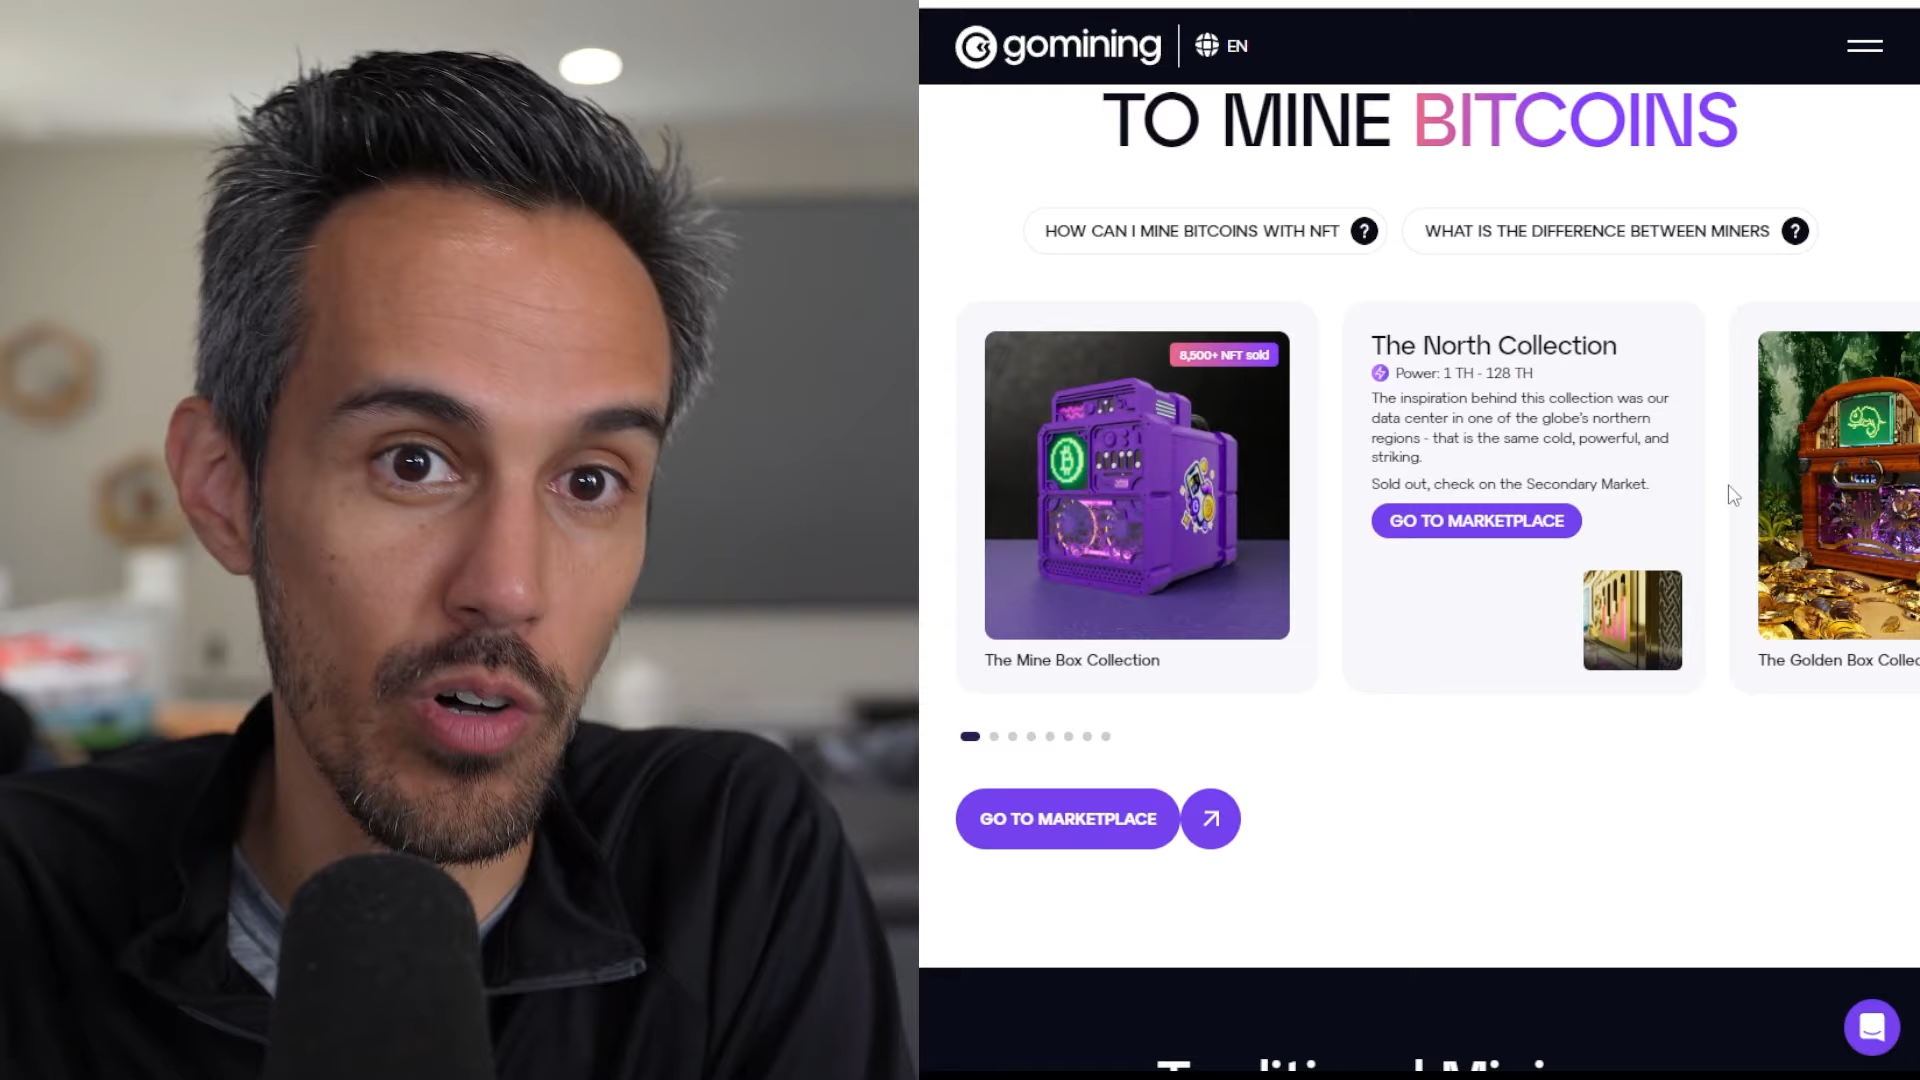 gomining EN
TO MINE BITCOINS
HOW CAN I MINE BITCOINS WITH NFT ?
WHAT IS THE DIFFERENCE BETWEEN MINERS ?
8,500+ NFT sold
The Mine Box Collection
The North Collection
Power: 1 TH - 128 TH
The inspiration behind this collection was our
data center in one of the globe's northern
regions - that is the same cold, powerful, and
striking.
Sold out, check on the Secondary Market.
GO TO MARKETPLACE
The Golden Box
GO TO MARKETPLACE